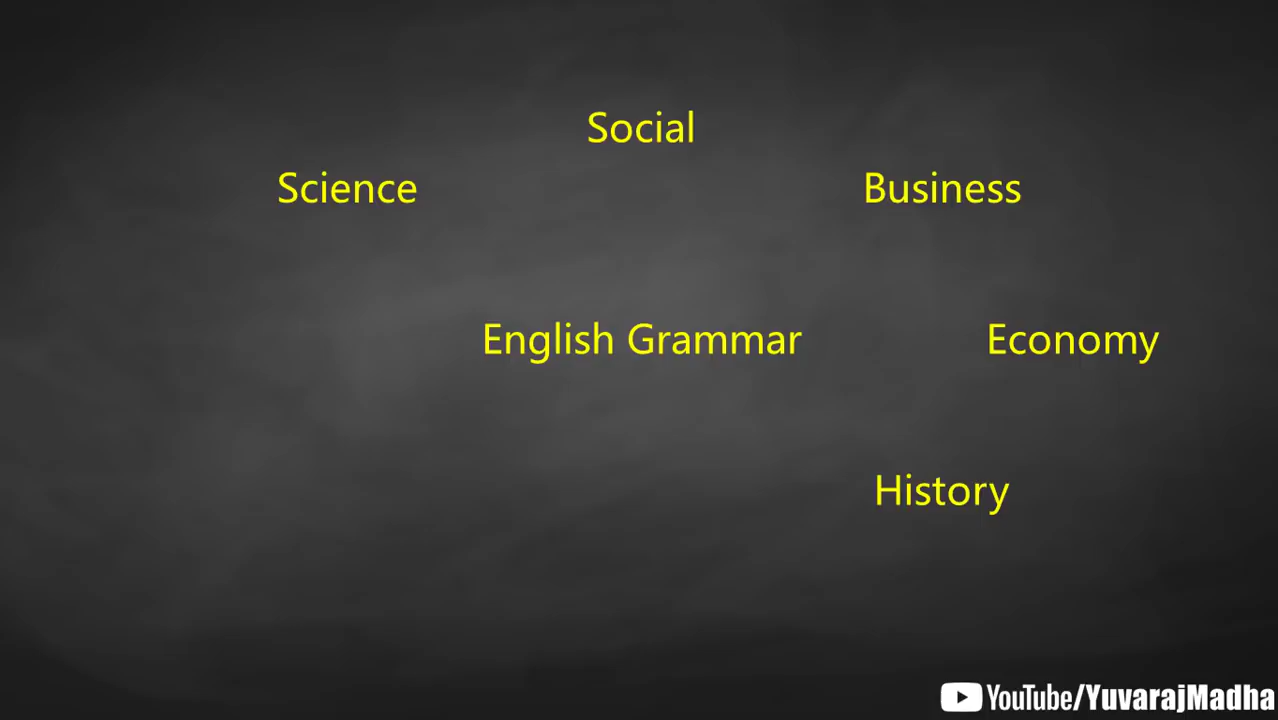 Social
Science
Business
English Grammar
Economy
History
YouTube/YuvarajMadha